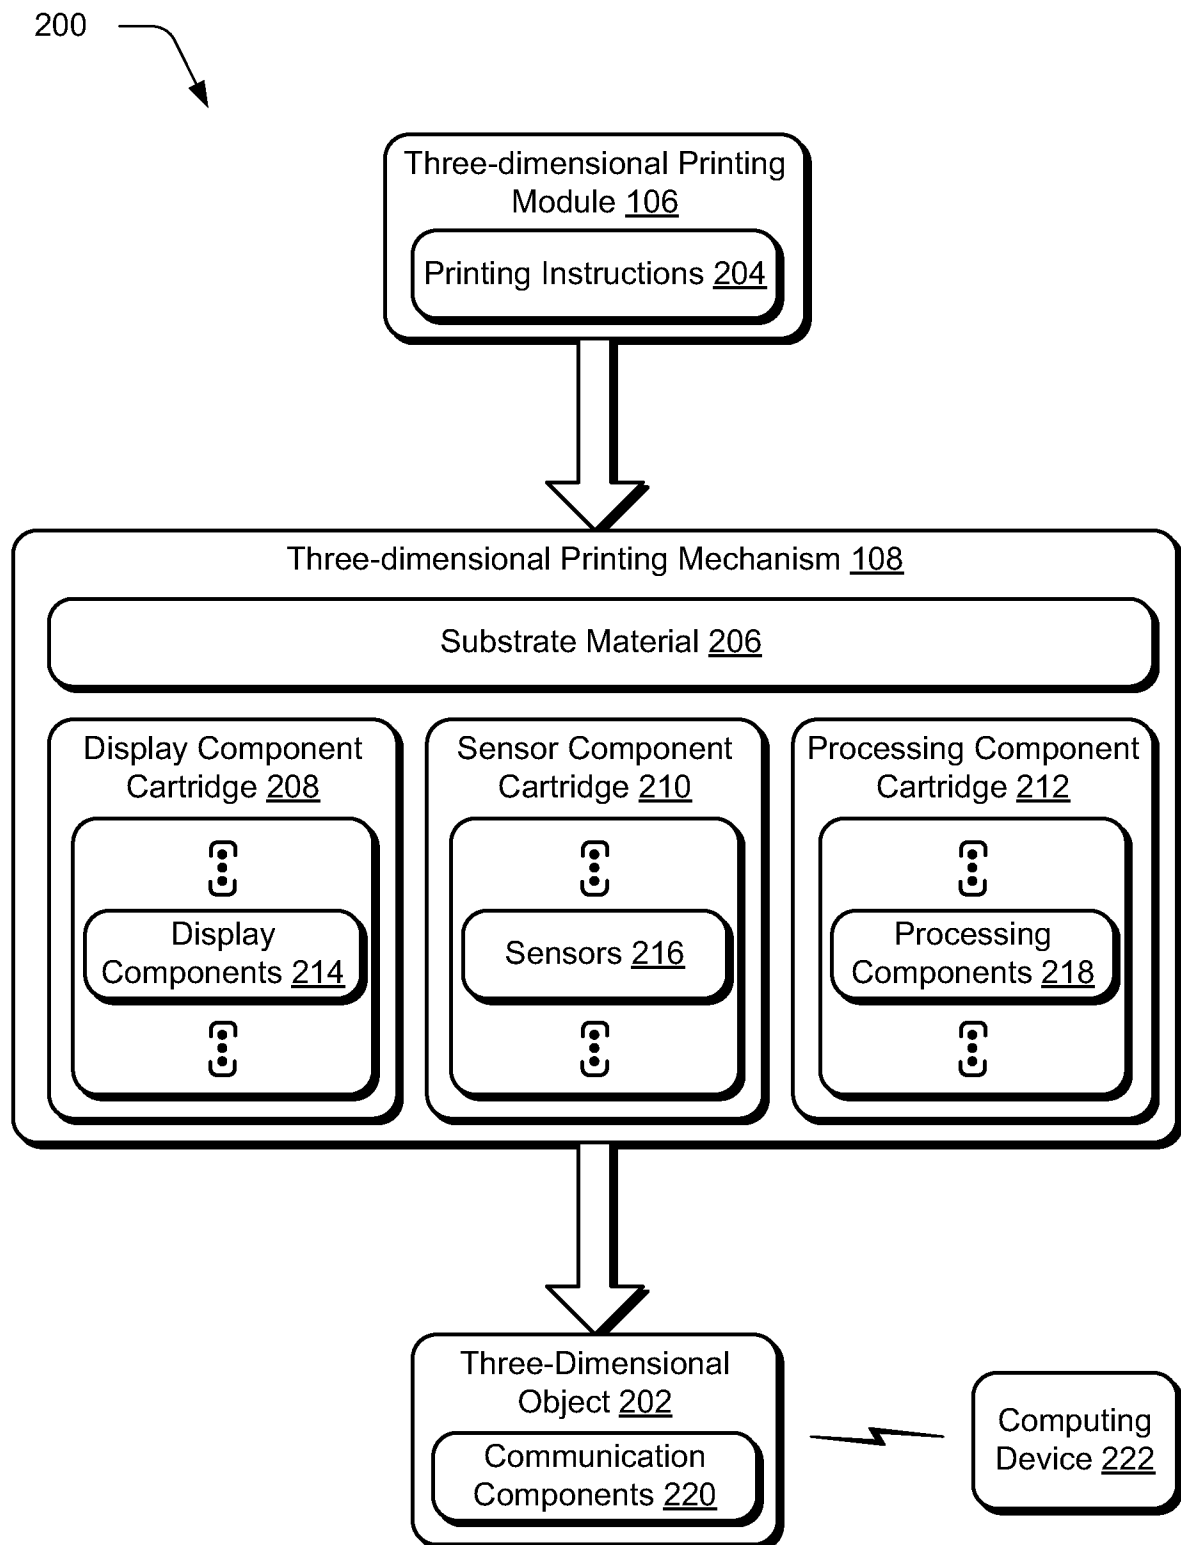 200
Three-dimensional Printing
Module 106
Printing Instructions 204
Three-dimensional Printing Mechanism 108
Substrate Material 206
Display Component
Cartridge 208
Sensor Component
Cartridge 210
Processing Component
Cartridge 212
Display
Components 214
Sensors 216
Processing
Components 218
Three-Dimensional
Object 202
Communication
Components 220
Computing
Device 222